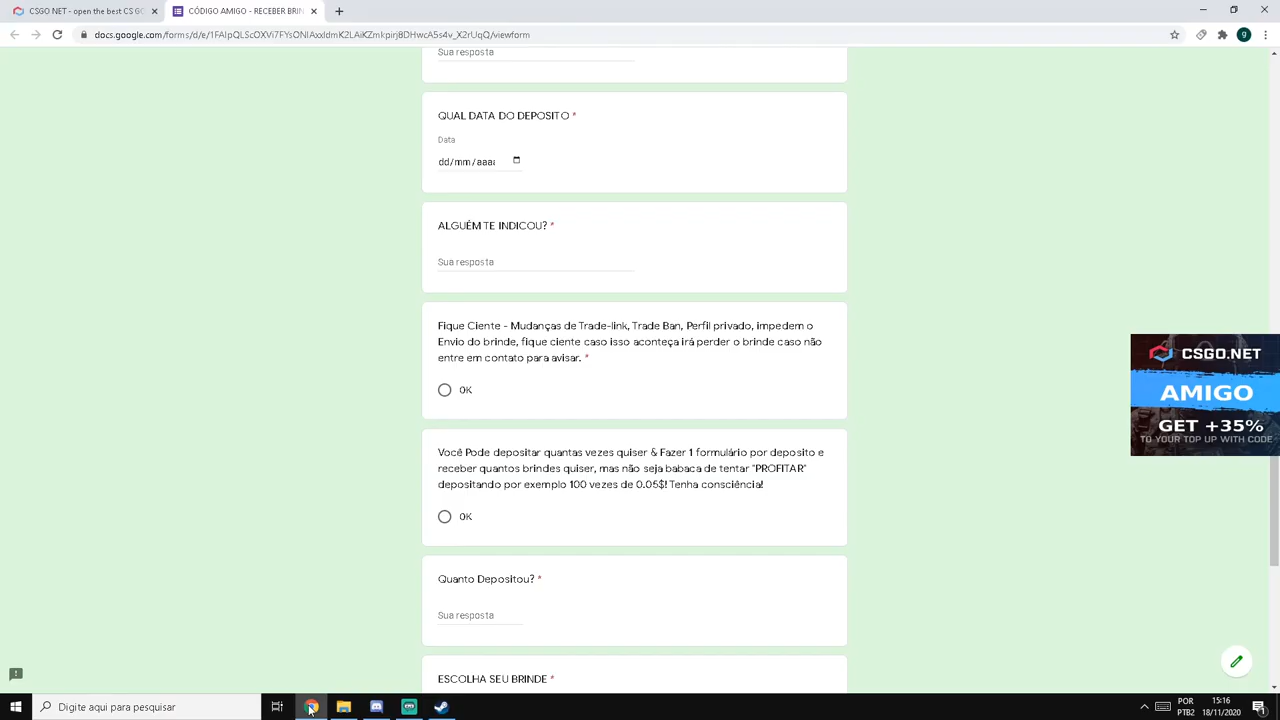 CSGO.NET - open the best CS GO
CÓDIGO AMIGO - RECEBER BRIN
docs.google.com/forms/d/e/1FAIpQLScOXVi7FYsONlAxxldmK2LAiKZmkpirj8DHwcA5s4v_X2rUqQ/viewform
g
Sua resposta
QUAL DATA DO DEPOSITO *
Data
dd/mm/aaaa
ALGUÉM TE INDICOU? *
Sua resposta
Fique Ciente - Mudanças de Trade-link, Trade Ban, Perfil privado, impedem o
Envio do brinde, fique ciente caso isso aconteça irá perder o brinde caso não
entre em contato para avisar. *
OK
CSGO.NET
AMIGO
GET +35%
TO YOUR TOP UP WITH CODE
Você Pode depositar quantas vezes quiser & Fazer 1 formulário por deposito e
receber quantos brindes quiser, mas não seja babaca de tentar "PROFITAR"
depositando por exemplo 100 vezes de 0.05$! Tenha consciência!
OK
Quanto Depositou? *
Sua resposta
ESCOLHA SEU BRINDE *
Digite aqui para pesquisar
POR
PTB2
15:16
18/11/2020
1